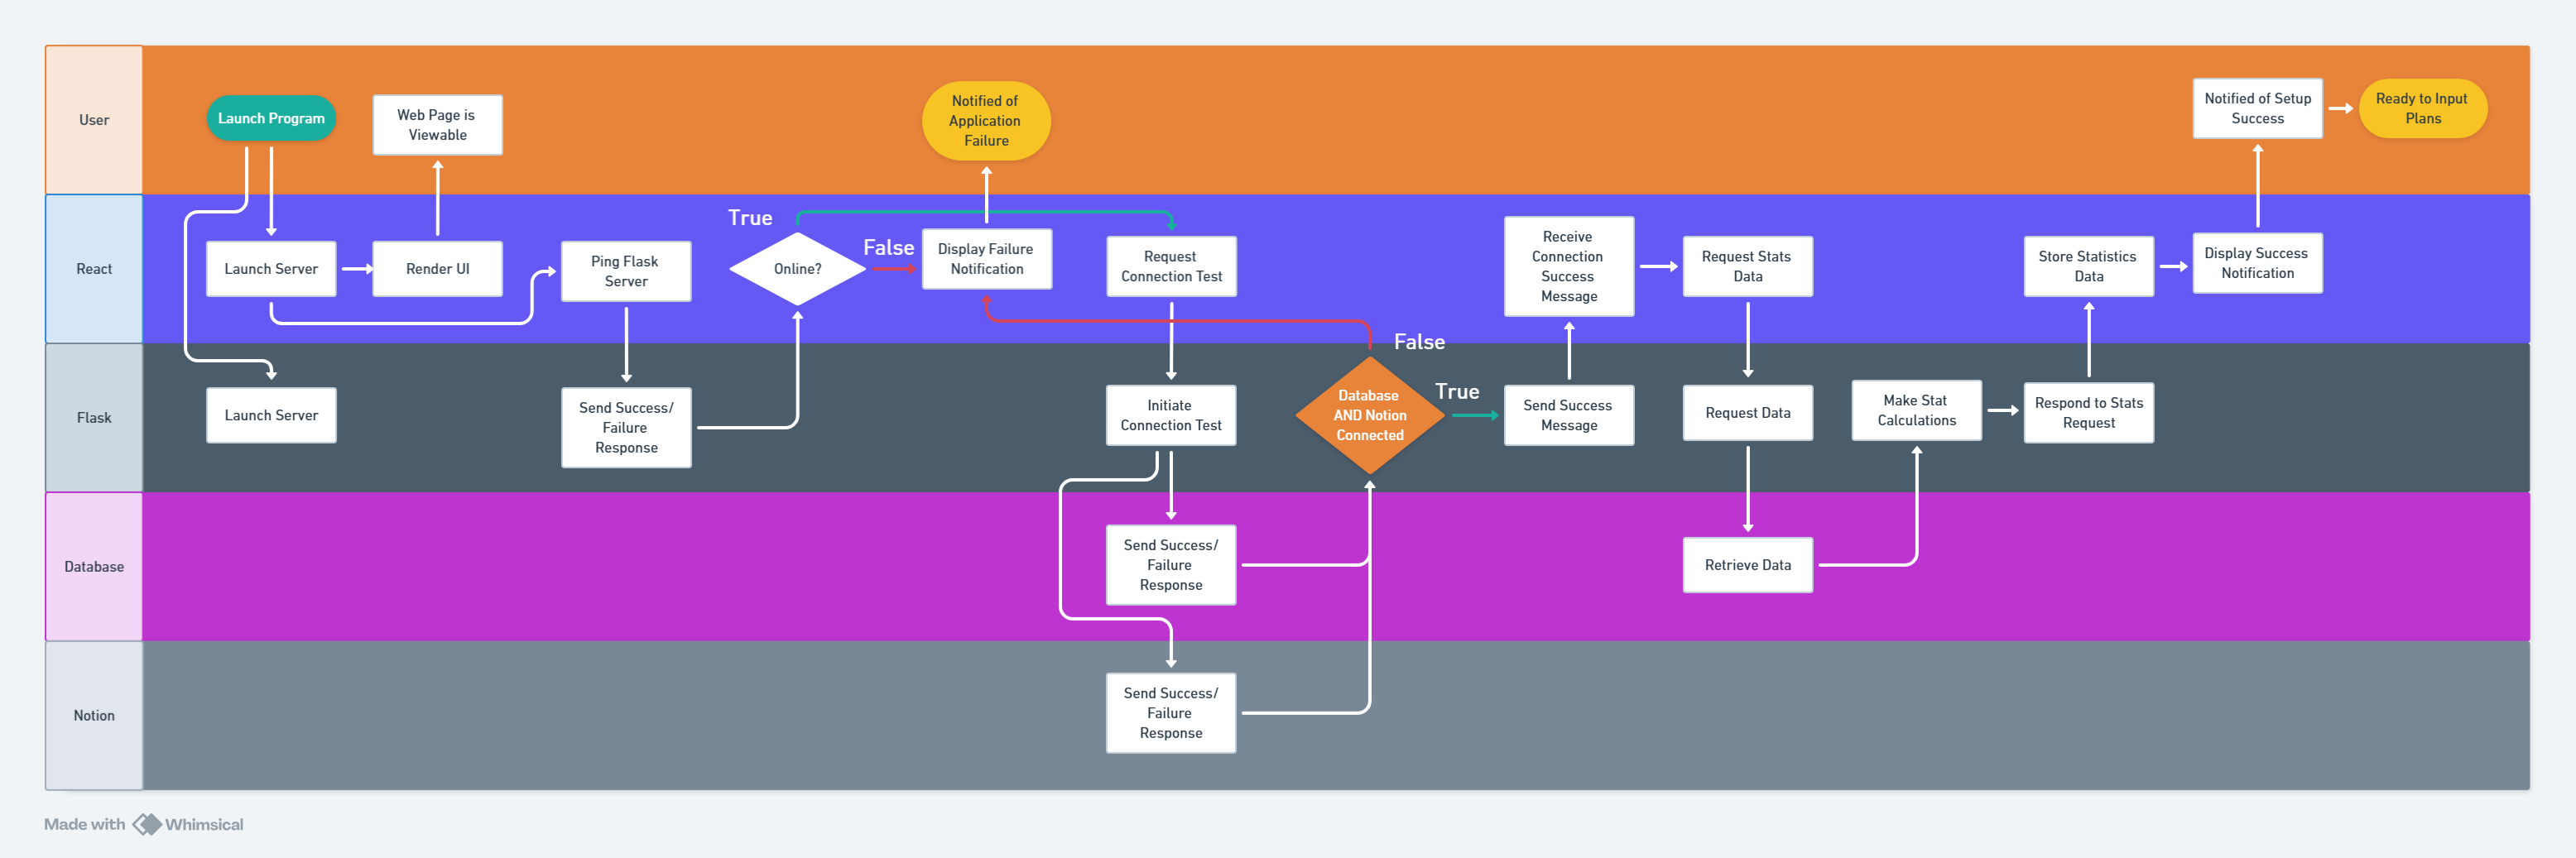 User
Launch Program
Web Page is
Viewable
Notified of
Application
Failure
Notified of Setup
Success
Ready to Input
Plans
React
Launch Server
Render UI
Ping Flask
Server
True
Online?
False
Display Failure
Notification
Request
Connection Test
Receive
Connection
Success
Message
Request Stats
Data
Store Statistics
Data
Display Success
Notification
Flask
Launch Server
Send Success/
Failure
Response
Initiate
Connection Test
False
Database
AND Notion
Connected
True
Send Success
Message
Request Data
Make Stat
Calculations
Respond to Stats
Request
Database
Send Success/
Failure
Response
Retrieve Data
Notion
Send Success/
Failure
Response
Made with Whimsical